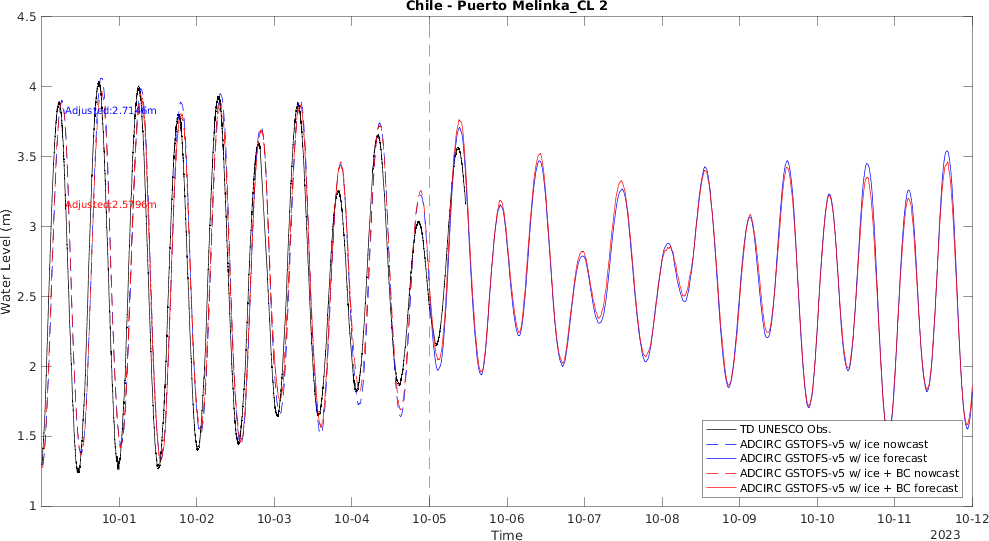 Chile - Puerto Melinka_CL 2
Water Level (m)
4.5
4
3.5
3
2.5
2
1.5
1
Adjusted:2.7146m
Adjusted:2.5796m
TD UNESCO Obs.
ADCIRC GSTOFS-v5 w/ ice nowcast
ADCIRC GSTOFS-v5 w/ ice forecast
ADCIRC GSTOFS-v5 w/ ice + BC nowcast
ADCIRC GSTOFS-v5 w/ ice + BC forecast
10-01 10-02 10-03 10-04 10-05 10-06 10-07 10-08 10-09 10-10 10-11 10-12
Time
2023